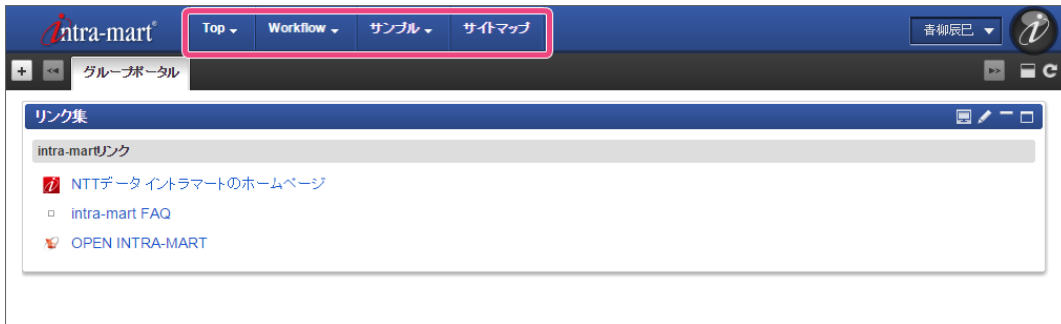 intra-mart® Top Workflow サンプル サイトマップ 青柳辰巳
グループポータル
リンク集
intra-martリンク
NTTデータ イントラマートのホームページ
intra-mart FAQ
OPEN INTRA-MART